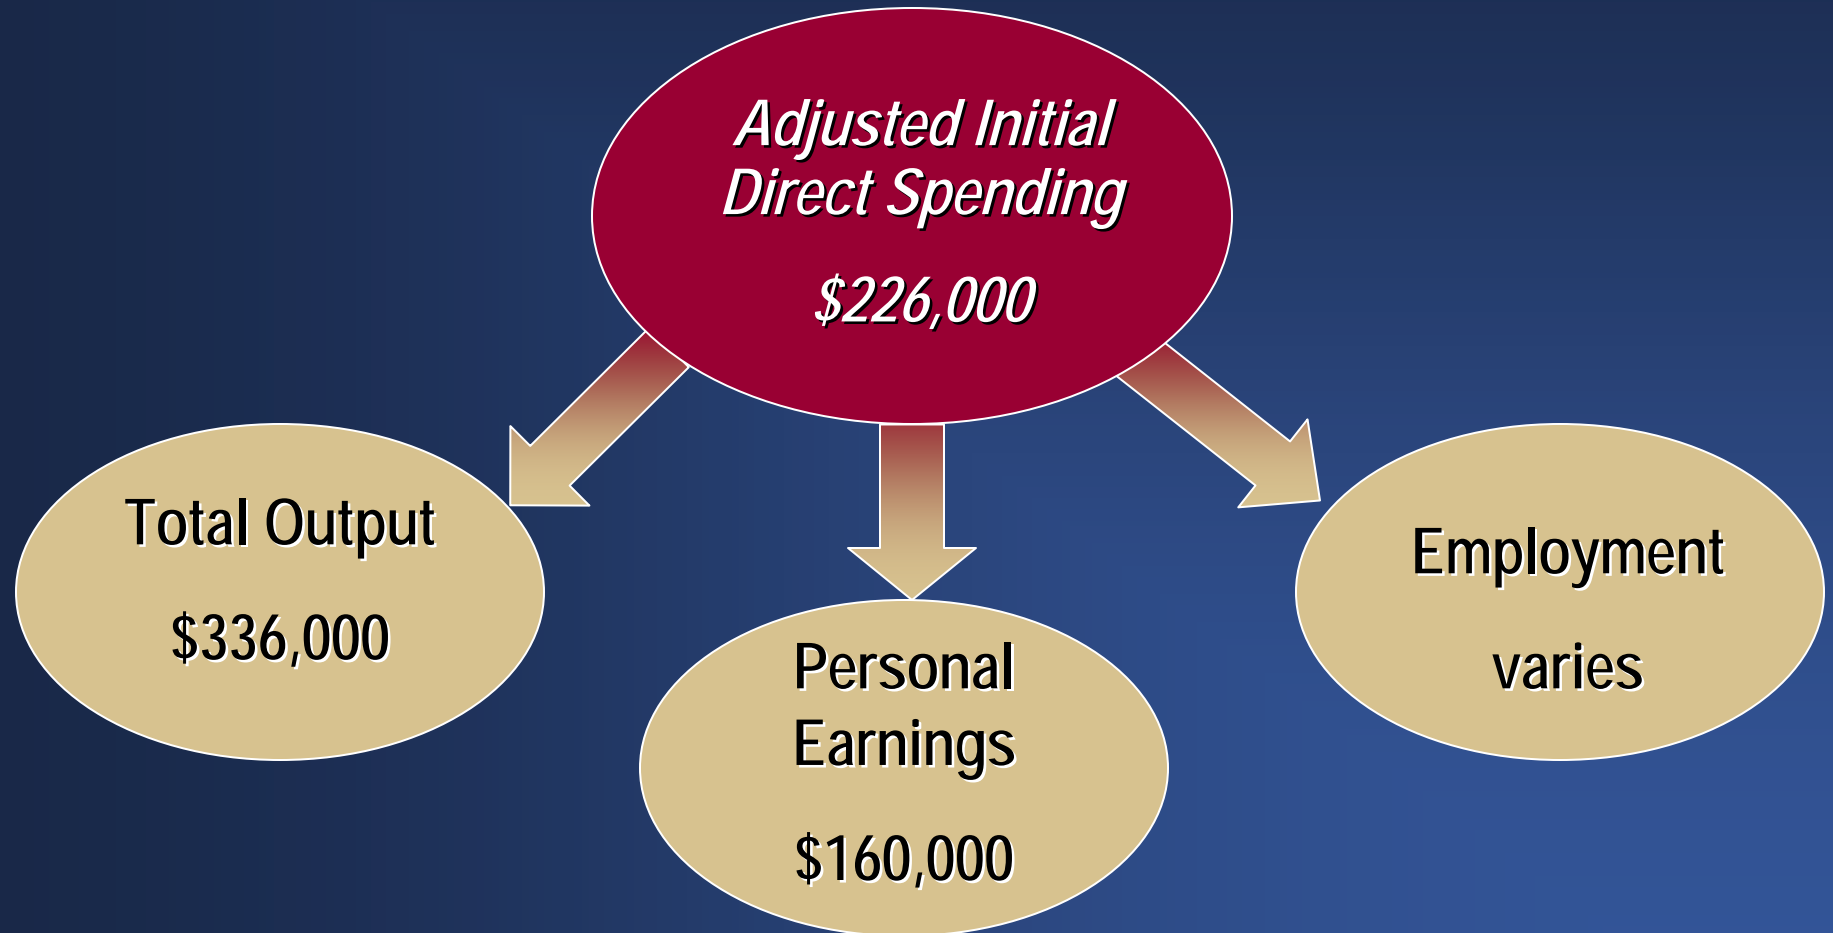 Adjusted Initial
Direct Spending
$226,000
Total Output
$336,000
Personal
Earnings
$160,000
Employment
varies